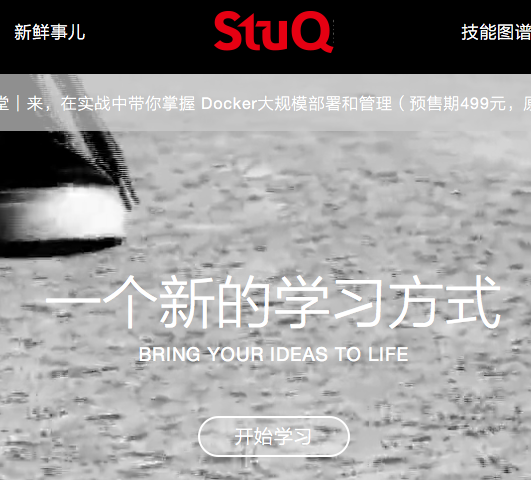 新鲜事儿
StuQ
技能图谱
堂｜来，在实战中带你掌握 Docker大规模部署和管理（预售期499元，
一个新的学习方式
BRING YOUR IDEAS TO LIFE
开始学习